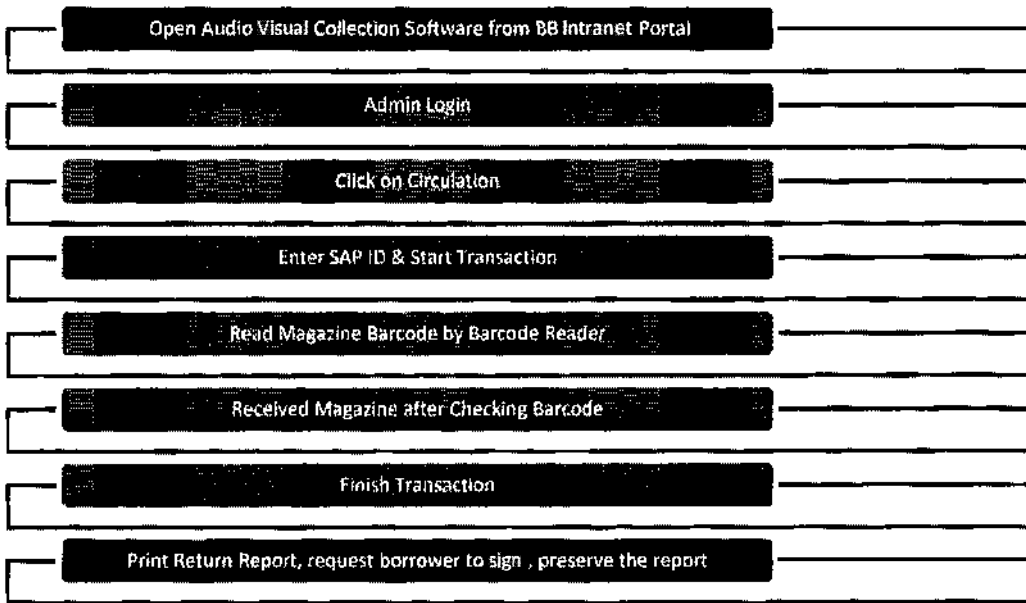 Open Audio Visual Collection Software from BB Intranet Portal
Admin Login
Click on Circulation
Enter SAP ID & Start Transaction
Read Magazine Barcode by Barcode Reader
Received Magazine after Checking Barcode
Finish Transaction
Print Return Report, request borrower to sign , preserve the report